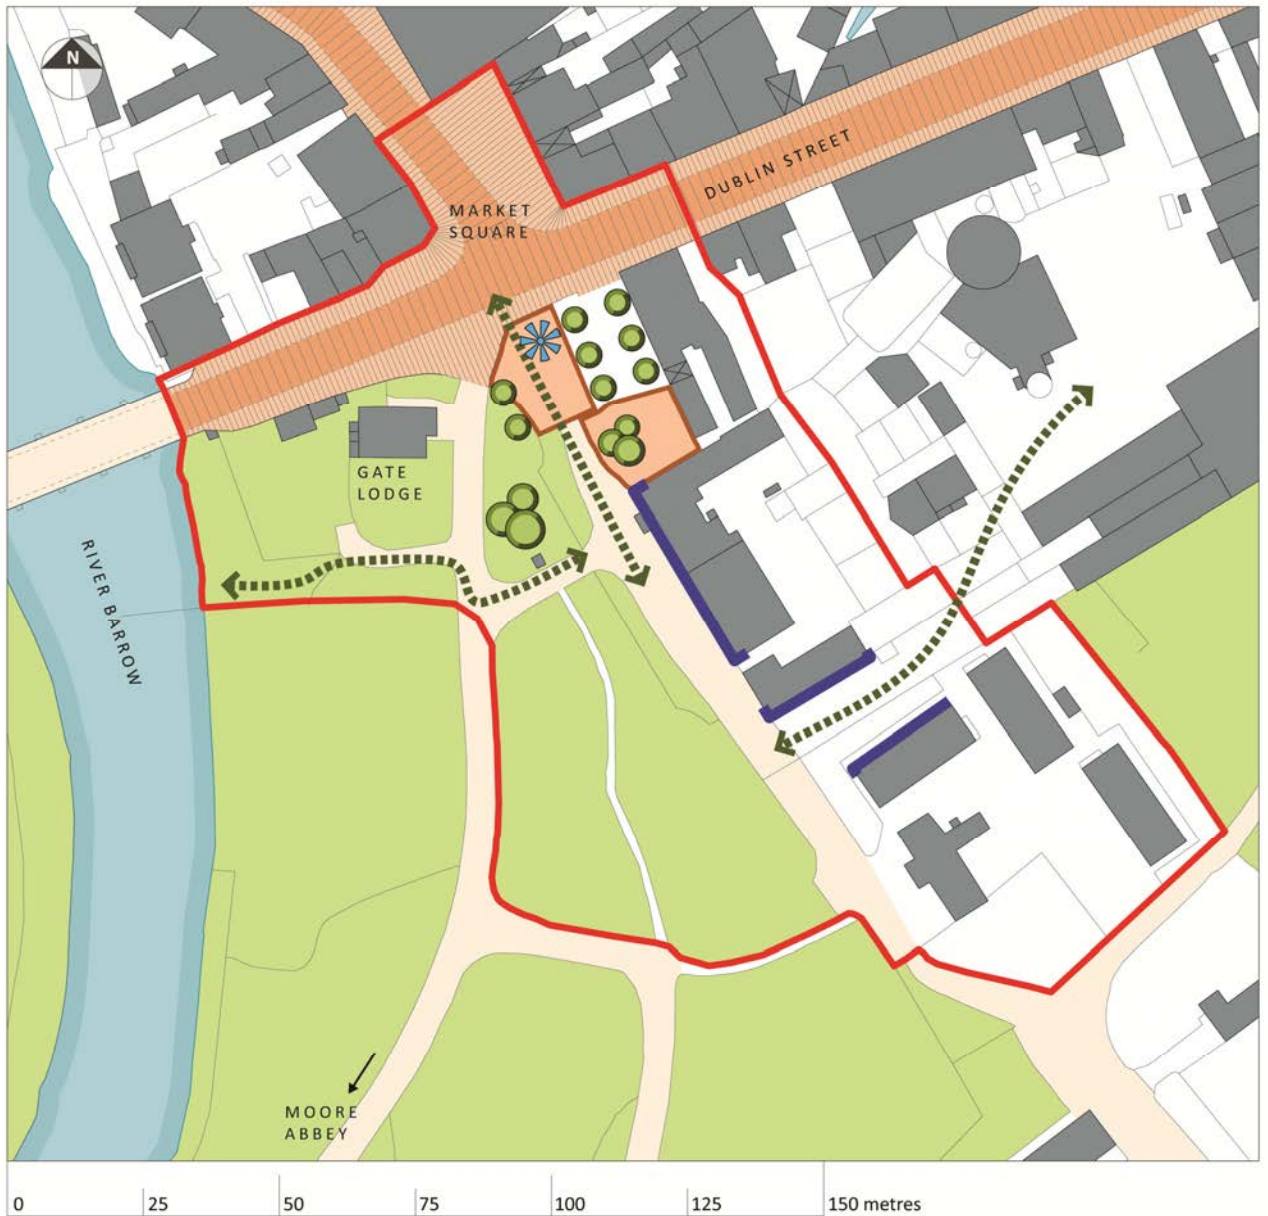 N
DUBLIN STREET
MARKET
SQUARE
GATE
LODGE
RIVER BARROW
MOORE
ABBEY
0 25 50 75 100 125 150 metres